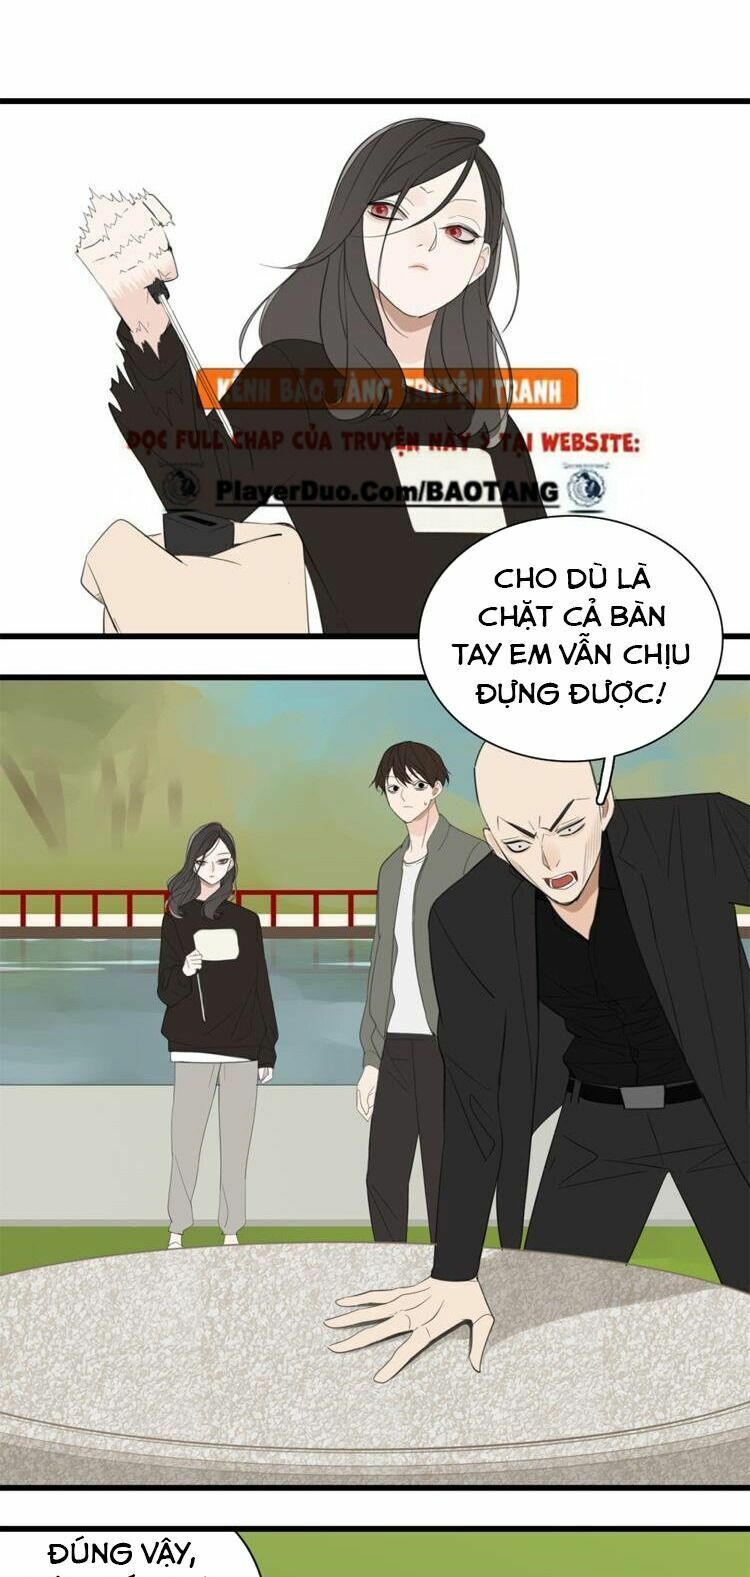 KÊNH BẢO TÀNG TRUYỆN TRANH
ĐỌC FULL CHAP CỦA TRUYỆN NÀY Ở TẠI WEBSITE:
PlayerDuo.Com/BAOTANG
CHO DÙ LÀ
CHẶT CẢ BÀN
TAY EM VẪN CHỊU
ĐỰNG ĐƯỢC!
ĐÚNG VẬY,